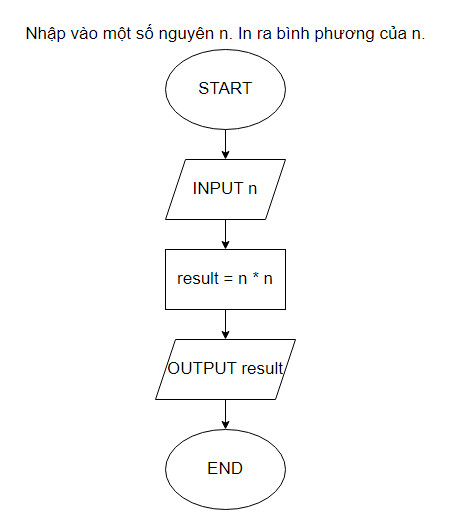 Nhập vào một số nguyên n. In ra bình phương của n.
START
INPUT n
result = n * n
OUTPUT result
END